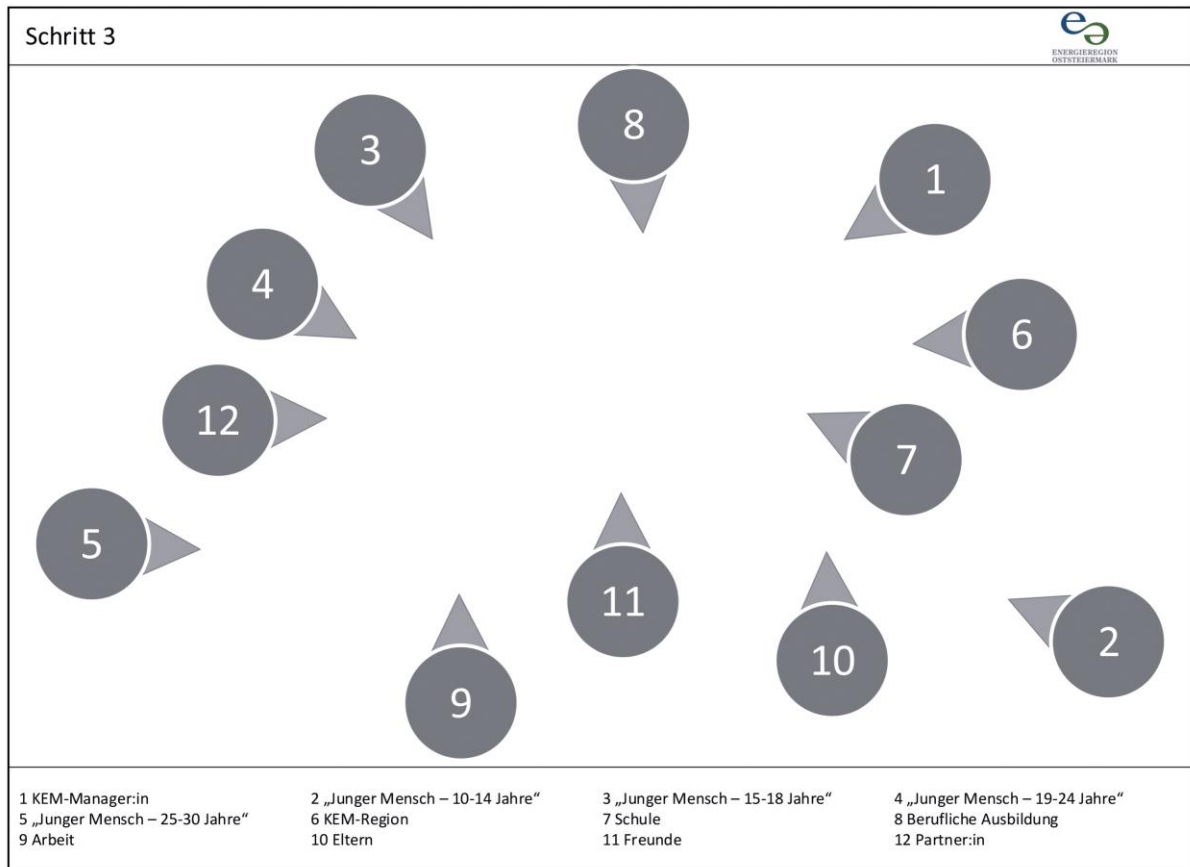 Schritt 3
ENERGIEREGION
OSTSTEIERMARK
8
3
1
4
6
12
7
5
11
2
10
9
1 KEM-Manager:in 2 „Junger Mensch – 10-14 Jahre“ 3 „Junger Mensch – 15-18 Jahre“ 4 „Junger Mensch – 19-24 Jahre“
5 „Junger Mensch – 25-30 Jahre“ 6 KEM-Region 7 Schule 8 Berufliche Ausbildung
9 Arbeit 10 Eltern 11 Freunde 12 Partner:in